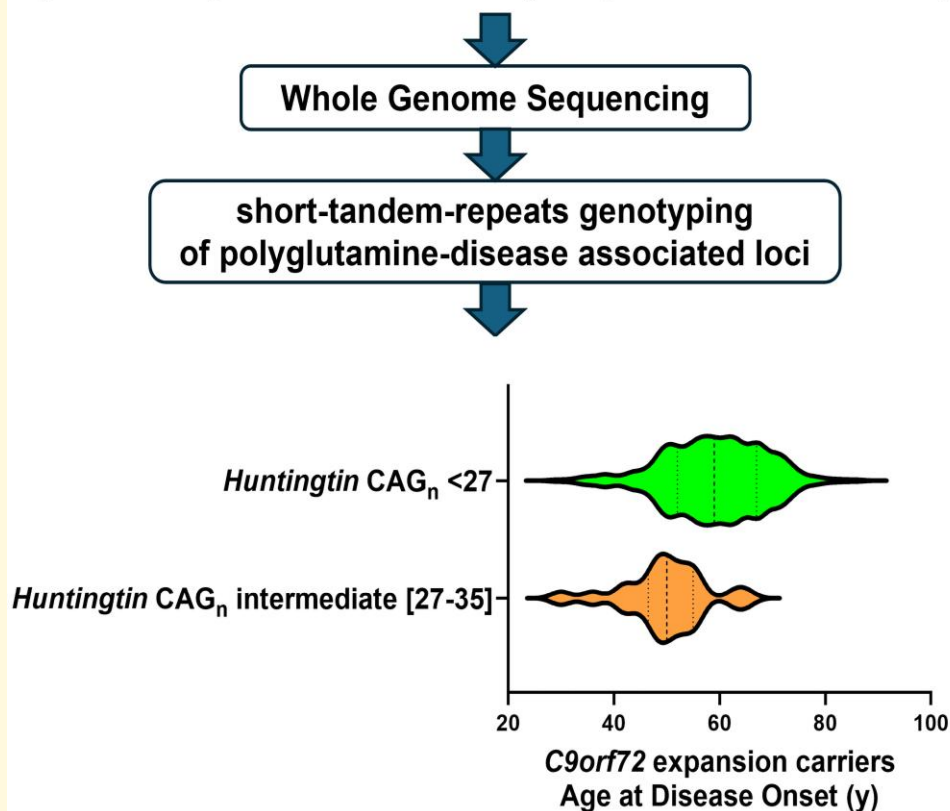 Whole Genome Sequencing
short-tandem-repeats genotyping
of polyglutamine-disease associated loci
Huntingtin CAGn <27
Huntingtin CAGn intermediate [27-35]
20 40 60 80 100
C9orf72 expansion carriers
Age at Disease Onset (y)